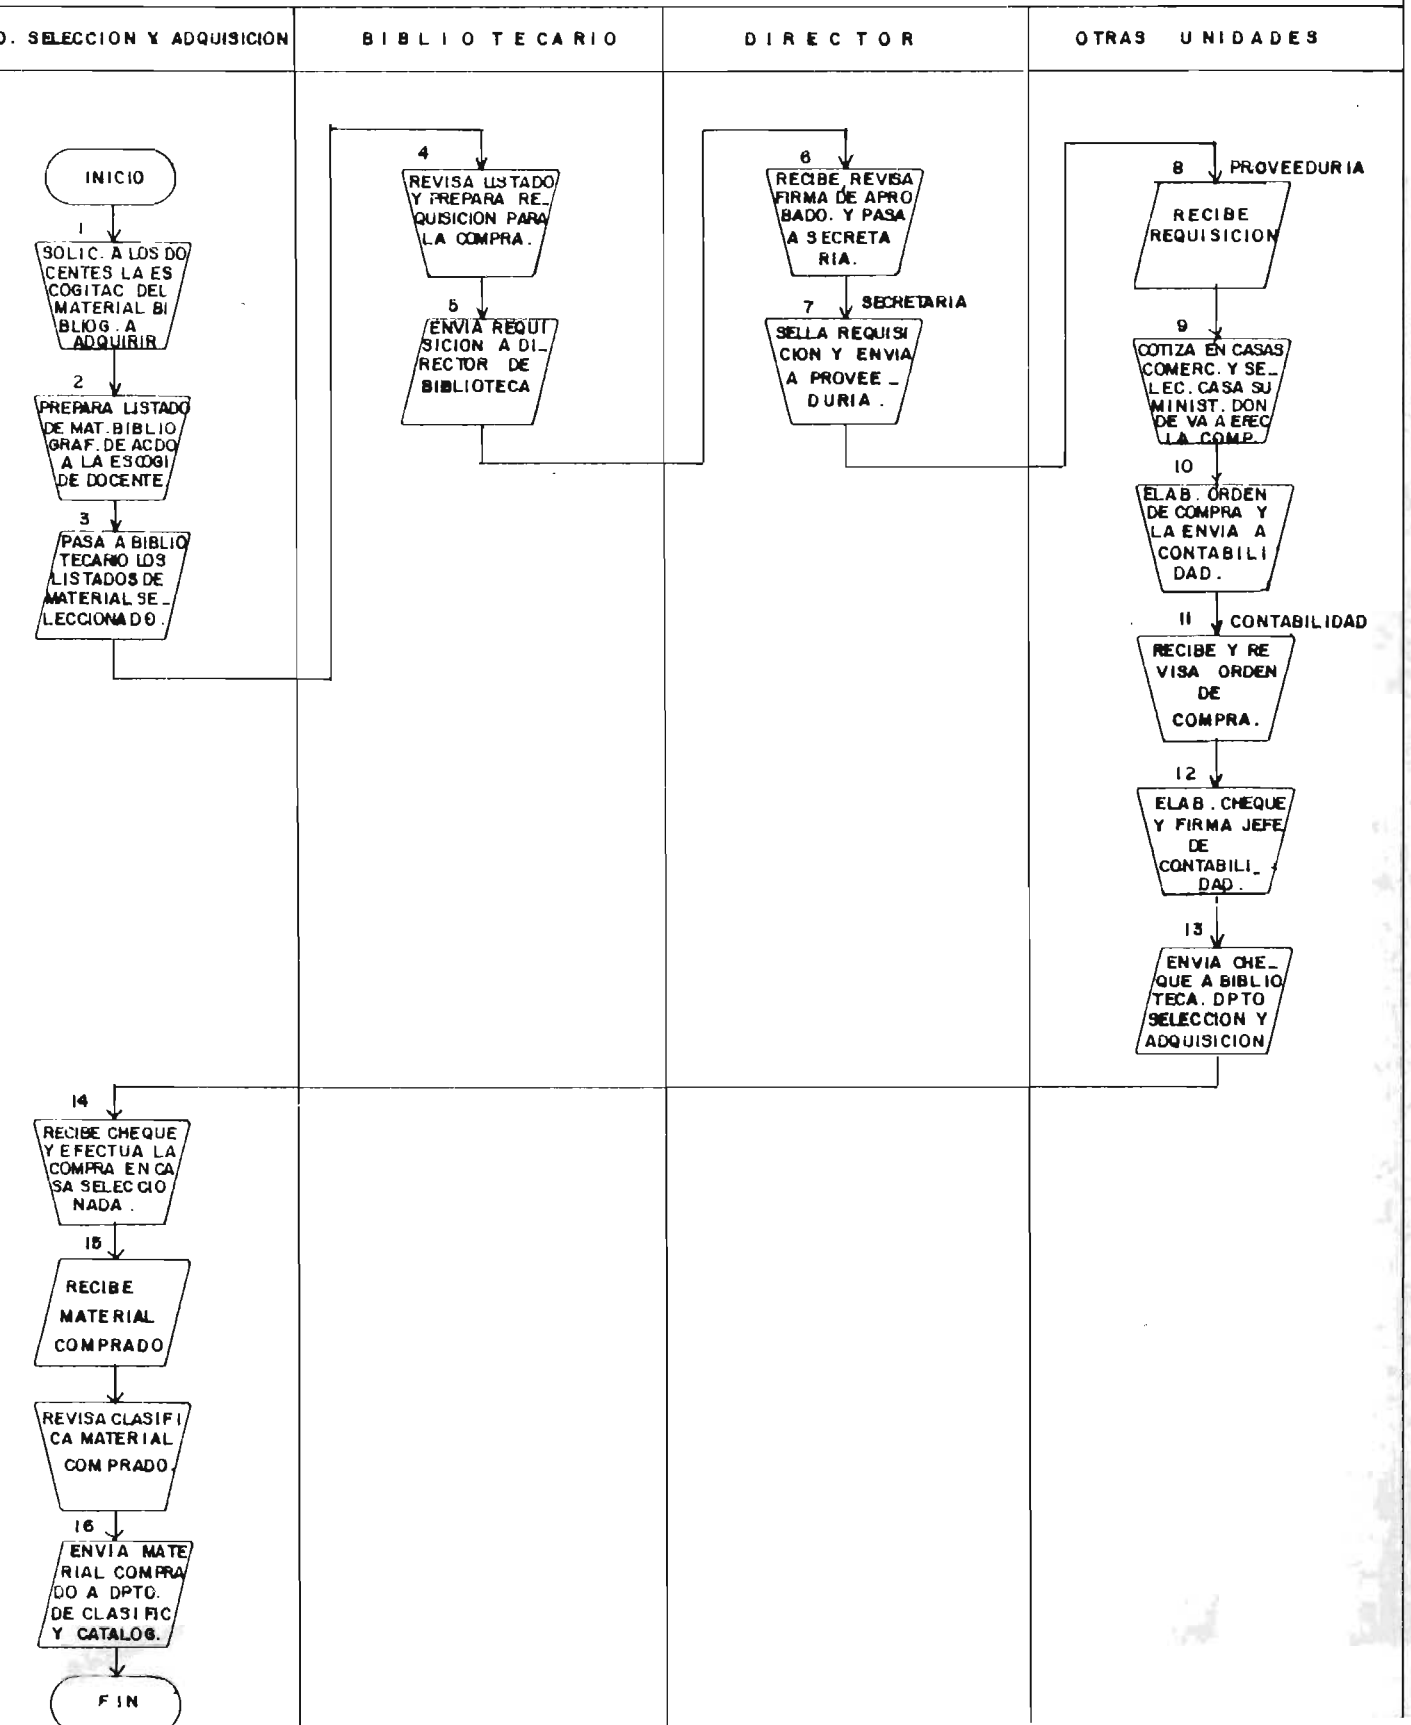 O. SELECCION Y ADQUISICION
BIBLIOTECARIO
DIRECTOR
OTRAS UNIDADES
INICIO
1
SOLIC. A LOS DO
CENTES LA ES
COGITAC DEL
MATERIAL BI
BLIOG. A
ADQUIRIR
2
PREPARA LISTADO
DE MAT. BIBLIO
GRAF. DE ACDO
A LA ESCOGI
DE DOCENTE
3
PASA A BIBLIO
TECARIO LOS
LISTADOS DE
MATERIAL SE_
LECCIONADO.
4
REVISA LISTADO
Y PREPARA RE_
QUISICION PARA
LA COMPRA.
5
ENVIA REQUI
SICION A DI_
RECTOR DE
BIBLIOTECA
6
RECIBE REVISA
FIRMA DE APRO
BADO. Y PASA
A SECRETA
RIA.
7 SECRETARIA
SELLA REQUISI
CION Y ENVIA
A PROVEE_
DURIA.
8 PROVEEDURIA
RECIBE
REQUISICION
9
COTIZA EN CASAS
COMERC. Y SE_
LEC. CASA SU
MINIST. DON
DE VA A EFEC
LA COMP.
10
ELAB. ORDEN
DE COMPRA Y
LA ENVIA A
CONTABILI
DAD.
11 CONTABILIDAD
RECIBE Y RE
VISA ORDEN
DE
COMPRA.
12
ELAB. CHEQUE
Y FIRMA JEFE
DE
CONTABILI_
DAD.
13
ENVIA CHE_
QUE A BIBLIO
TECA. DPTO
SELECCION Y
ADQUISICION
14
RECIBE CHEQUE
Y EFECTUA LA
COMPRA EN CA
SA SELECCIO
NADA.
15
RECIBE
MATERIAL
COMPRADO
REVISA CLASIFI
CA MATERIAL
COMPRADO.
16
ENVIA MATE
RIAL COMPRA
DO A DPTO.
DE CLASIFIC
Y CATALOG.
FIN